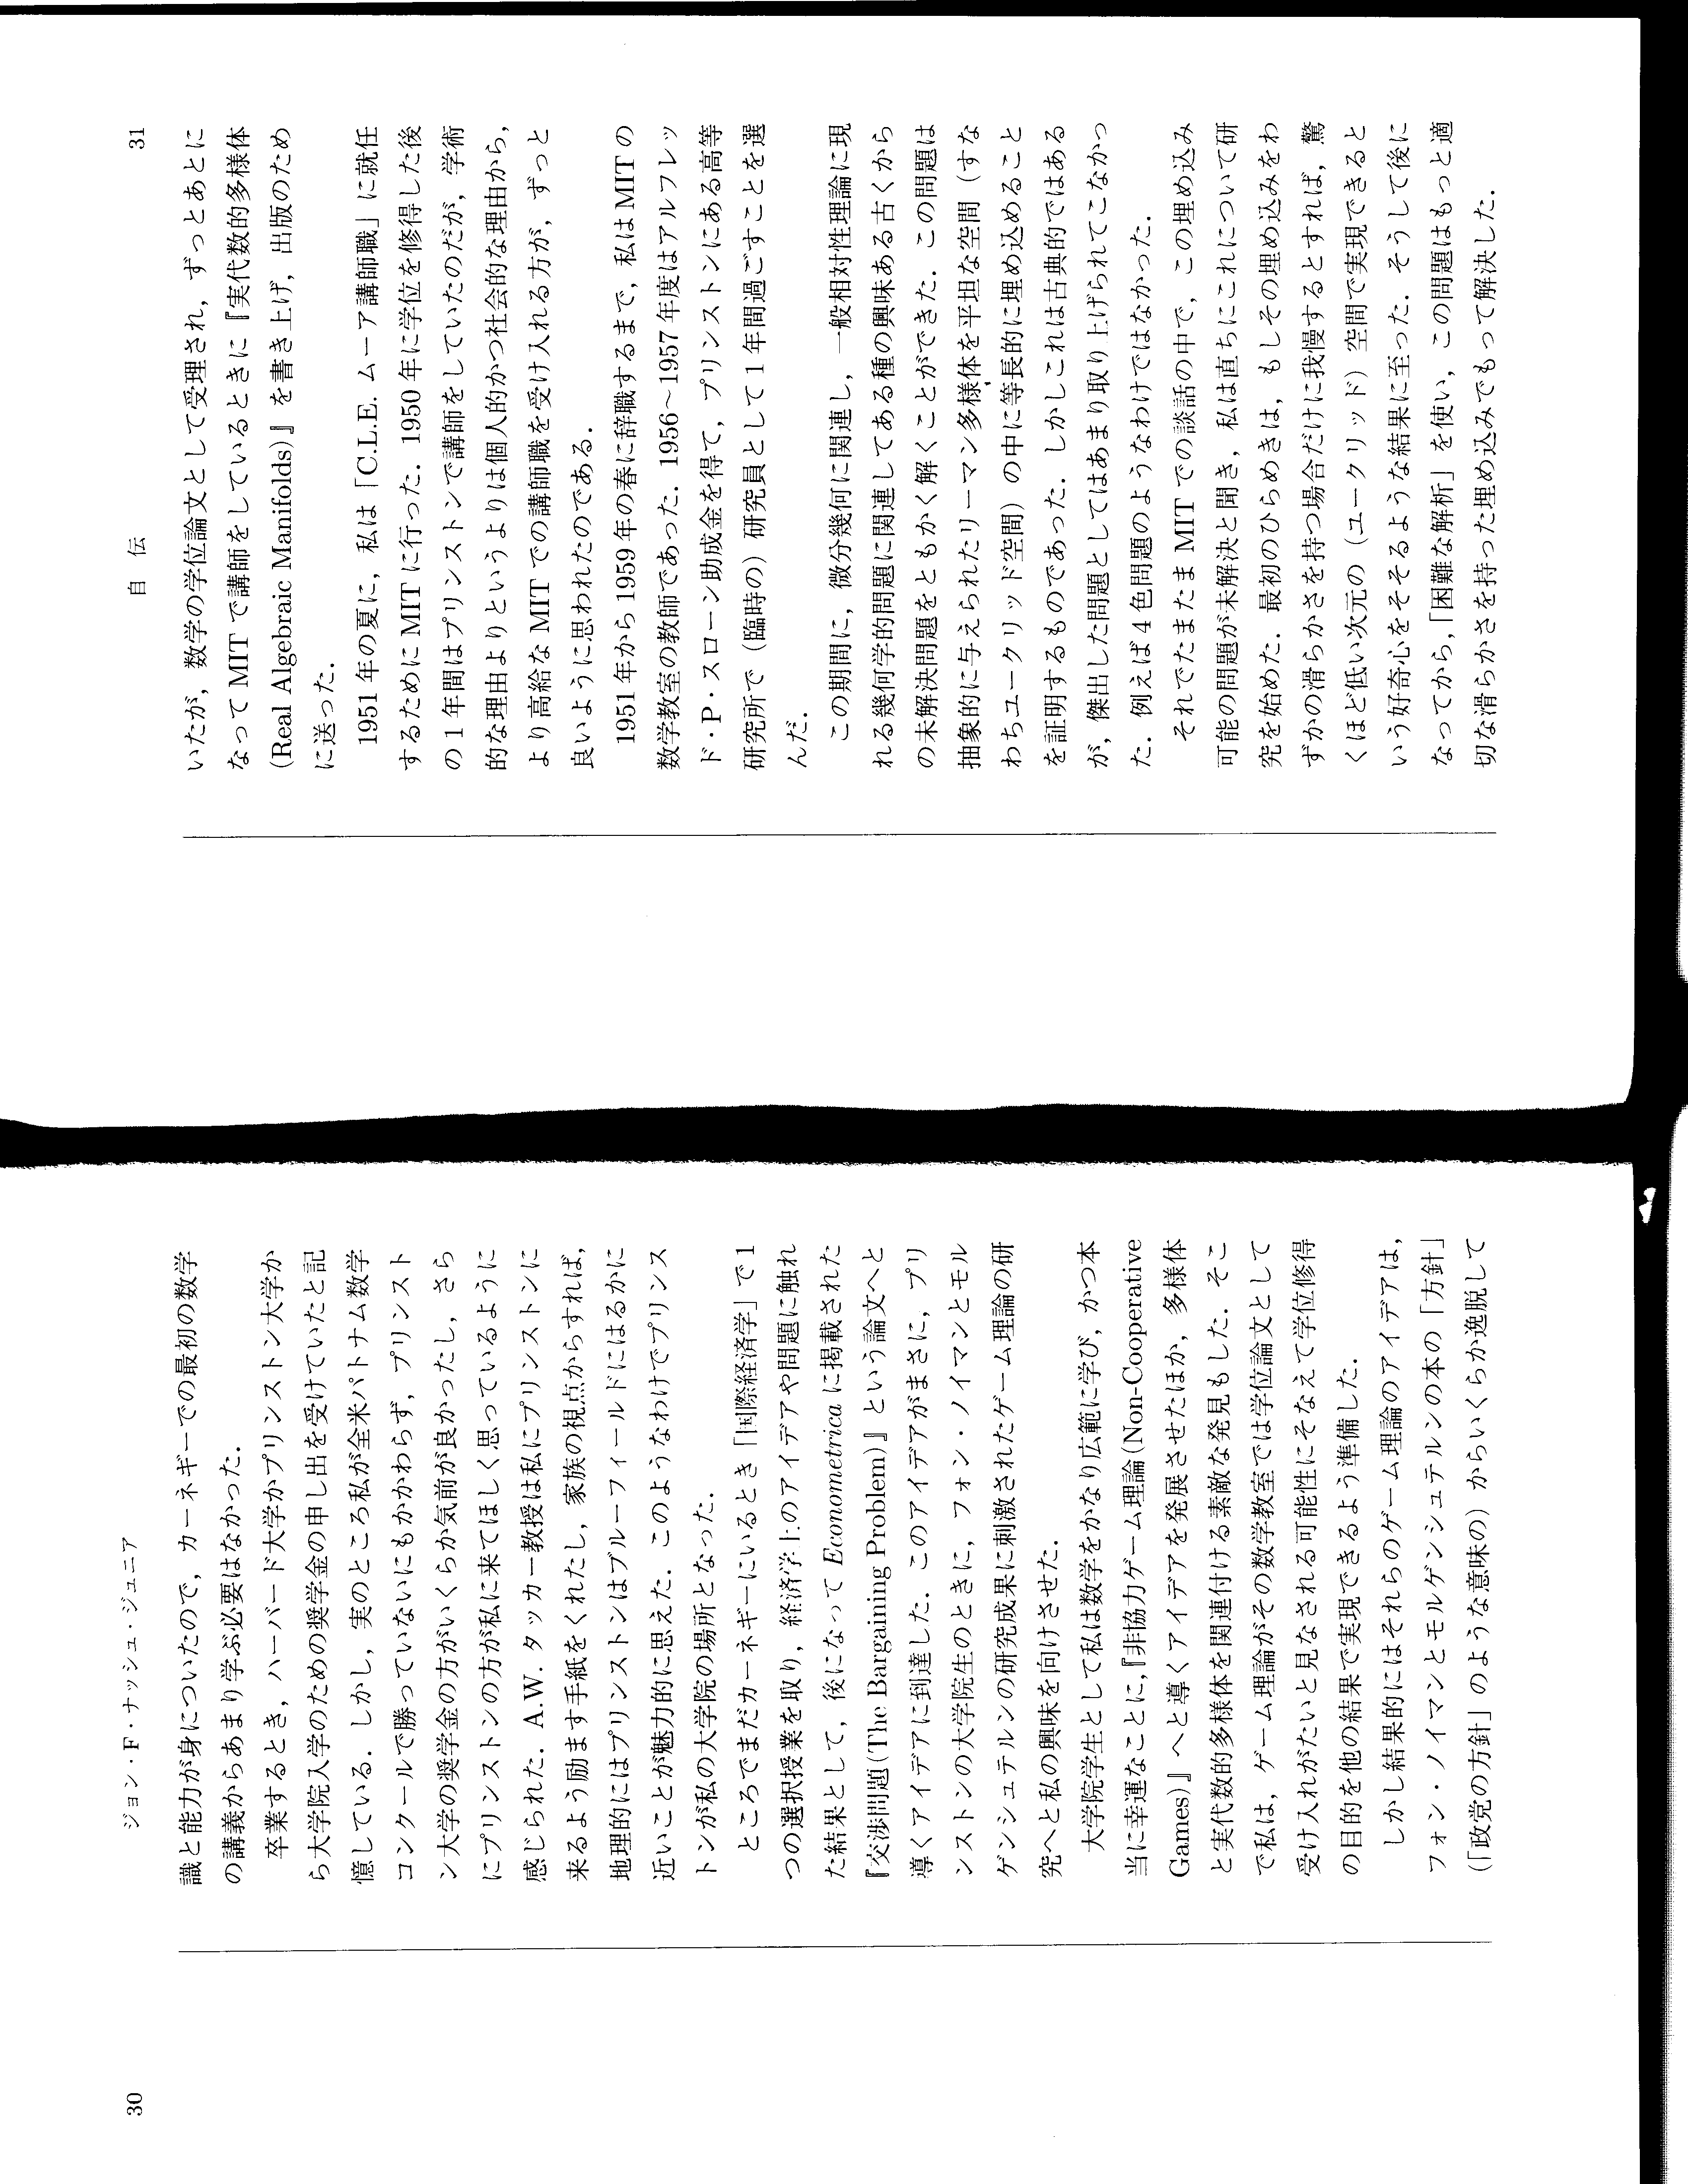 30
ジョン・F・ナッシュ・ジュニア
識と能力が身についたので，カーネギーでの最初の数学
の講義からあまり学ぶ必要はなかった．
卒業するとき，ハーバード大学かプリンストン大学か
ら大学院入学のための奨学金の申し出を受けていたと記
憶している．しかし，実のところ私が全米パトナム数学
コンクールで勝っていないにもかかわらず，プリンスト
ン大学の奨学金の方がいくらか気前が良かったし，さら
にプリンストンの方が私に来てほしく思っているように
感じられた．A.W. タッカー教授は私にプリンストンに
来るよう励ます手紙をくれたし，家族の視点からすれば，
地理的にはプリンストンはブルーフィールドにはるかに
近いことが魅力的に思えた．このようなわけでプリンス
トンが私の大学院の場所となった．
ところでまだカーネギーにいるとき「国際経済学」で1
つの選択授業を取り，経済学上のアイデアや問題に触れ
た結果として，後になって Econometrica に掲載された
『交渉問題(The Bargaining Problem)』という論文へと
導くアイデアに到達した．このアイデアがまさに，プリ
ンストンの大学院生のときに，フォン・ノイマンとモル
ゲンシュテルンの研究成果に刺激されたゲーム理論の研
究へと私の興味を向けさせた．
大学院学生として私は数学をかなり広範に学び，かつ本
当に幸運なことに，『非協力ゲーム理論(Non-Cooperative
Games)』へと導くアイデアを発展させたほか，多様体
と実代数的多様体を関連付ける素敵な発見もした．そこ
で私は，ゲーム理論がその数学教室では学位論文として
受け入れがたいと見なされる可能性にそなえて学位修得
の目的を他の結果で実現できるよう準備した．
しかし結果的にはそれらのゲーム理論のアイデアは，
フォン・ノイマンとモルゲンシュテルンの本の「方針」
(「政党の方針」のような意味の）からいくらか逸脱して
自 伝
31
いたが，数学の学位論文として受理され，ずっとあとに
なって MIT で講師をしているときに『実代数的多様体
(Real Algebraic Manifolds)』を書き上げ，出版のため
に送った．
1951 年の夏に，私は「C.L.E. ムーア講師職」に就任
するために MIT に行った．1950 年に学位を修得した後
の 1 年間はプリンストンで講師をしていたのだが，学術
的な理由よりというよりは個人的かつ社会的な理由から，
より高給な MIT での講師職を受け入れる方が，ずっと
良いように思われたのである．
1951 年から 1959 年の春に辞職するまで，私は MIT の
数学教室の教師であった．1956～1957 年度はアルフレッ
ド・P・スローン助成金を得て，プリンストンにある高等
研究所で（臨時の）研究員として 1 年間過ごすことを選
んだ．
この期間に，微分幾何に関連し，一般相対性理論に現
れる幾何学的問題に関連してある種の興味ある古くから
の未解決問題をともかく解くことができた．この問題は
抽象的に与えられたリーマン多様体を平坦な空間（すな
わちユークリッド空間）の中に等長的に埋め込めること
を証明するものであった．しかしこれは古典的ではある
が，傑出した問題としてはあまり取り上げられてこなかっ
た．例えば 4 色問題のようなわけではなかった．
それでたまたま MIT での談話の中で，この埋め込み
可能の問題が未解決と聞き，私は直ちにこれについて研
究を始めた．最初のひらめきは，もしその埋め込みをわ
ずかの滑らかさを持つ場合だけに我慢するとすれば，驚
くほど低い次元の（ユークリッド）空間で実現できると
いう好奇心をそそるような結果に至った．そうして後に
なってから，「困難な解析」を使い，この問題はもっと適
切な滑らかさを持った埋め込みでもって解決した．